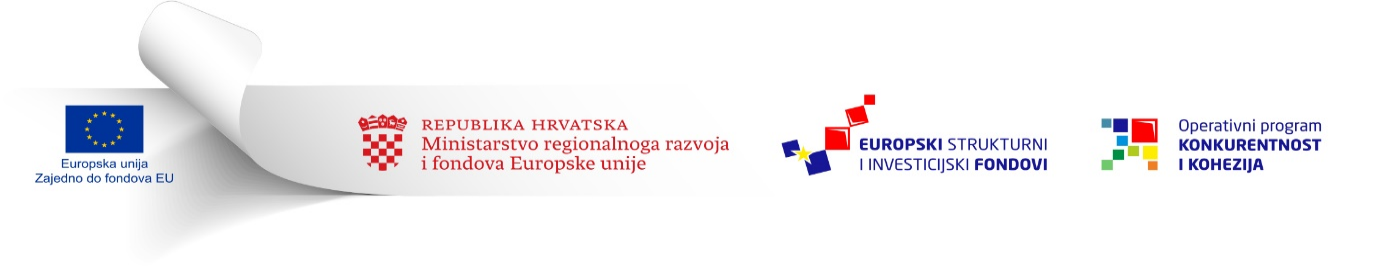 Europska unija
Zajedno do fondova EU
REPUBLIKA HRVATSKA
Ministarstvo regionalnoga razvoja
i fondova Europske unije
EUROPSKI STRUKTURNI
I INVESTICIJSKI FONDOVI
Operativni program
KONKURENTNOST
I KOHEZIJA